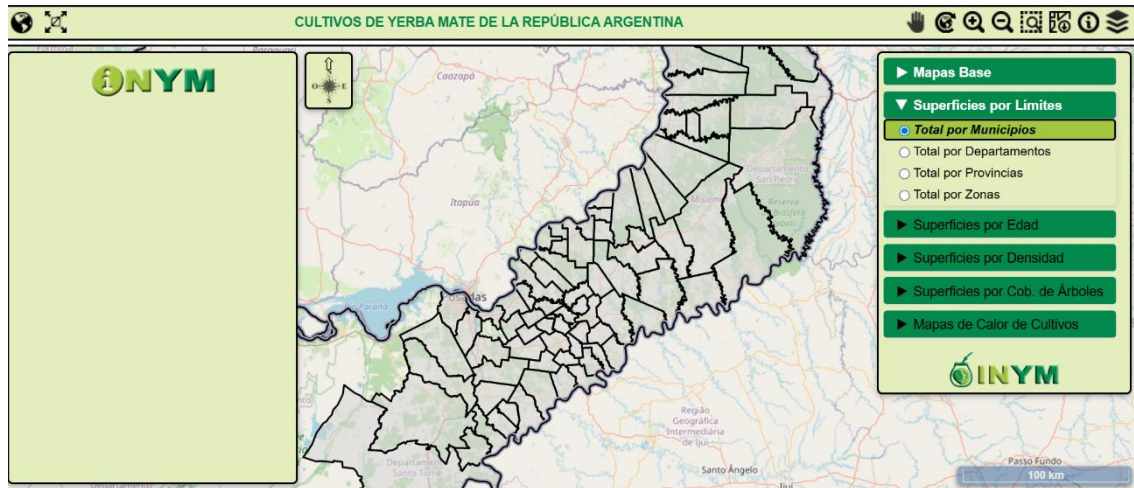 CULTIVOS DE YERBA MATE DE LA REPÚBLICA ARGENTINA
iNYM
O E
S
Caazapá
Itapúa
Posadas
Paraná
Departamento
San Pedro
Misiones
Reserva
Biosfera
Departamento
Santo Tomé
Região
Geográfica
Intermediária
de Ijuí
Santo Ângelo
Ijuí
Passo Fundo
100 km
▶ Mapas Base
▼ Superficies por Limites
Total por Municipios
Total por Departamentos
Total por Provincias
Total por Zonas
▶ Superficies por Edad
▶ Superficies por Densidad
▶ Superficies por Cob. de Árboles
▶ Mapas de Calor de Cultivos
INYM